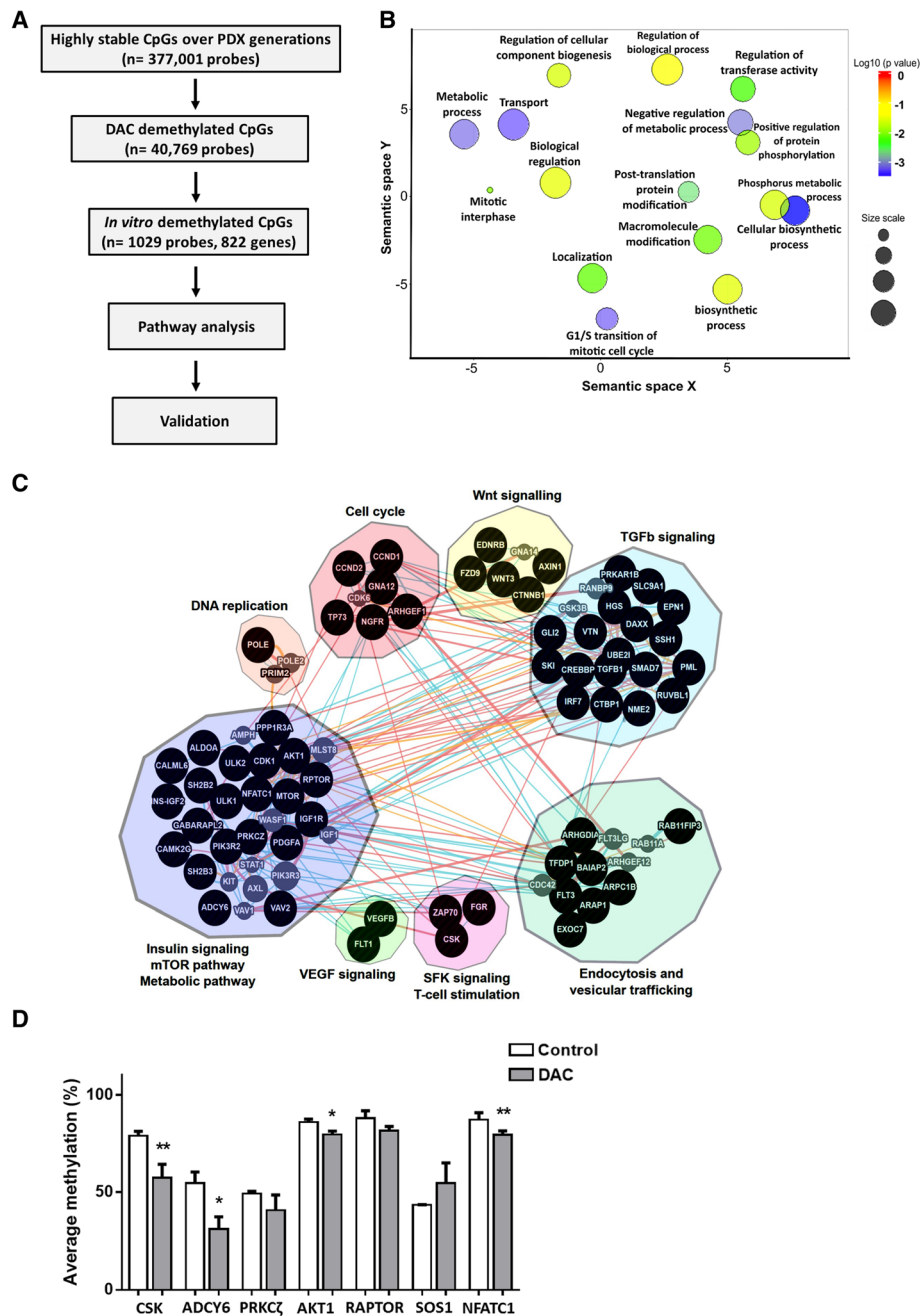 A
Highly stable CpGs over PDX generations
(n= 377,001 probes)
DAC demethylated CpGs
(n= 40,769 probes)
In vitro demethylated CpGs
(n= 1029 probes, 822 genes)
Pathway analysis
Validation
B
Regulation of cellular
component biogenesis
Regulation of
biological process
Regulation of
transferase activity
Metabolic
process
Transport
Negative regulation
of metabolic process
Positive regulation
of protein
phosphorylation
Biological
regulation
Mitotic
interphase
Post-translation
protein
modification
Phosphorus metabolic
process
Cellular biosynthetic
process
Macromolecule
modification
Localization
biosynthetic
process
G1/S transition of
mitotic cell cycle
Semantic space Y
5
0
-5
-5
0
5
Semantic space X
Log10 (p value)
0
-1
-2
-3
Size scale
C
Cell cycle
CCND2
CCND1
GNA12
CDK6
TP73
NGFR
ARHGEF1
Wnt signalling
EDNRB
GNA14
FZD9
WNT3
AXIN1
CTNNB1
TGFb signaling
PRKAR1B
RANBP9
SLC9A1
GSK3B
HGS
EPN1
GLI2
VTN
DAXX
SSH1
UBE2I
SKI
CREBBP
TGFB1
SMAD7
PML
IRF7
CTBP1
NME2
RUVBL1
DNA replication
POLE
POLE2
PRIM2
PPP1R3A
AMPH
ALDOA
ULK2
CDK1
AKT1
MLST8
CALML6
SH2B2
NFATC1
MTOR
RPTOR
INS-IGF2
ULK1
WASF1
IGF1R
GABARAPL2
PRKCZ
PDGFA
IGF1
CAMK2G
PIK3R2
STAT1
SH2B3
KIT
AXL
PIK3R3
ADCY6
VAV1
VAV2
Insulin signaling
mTOR pathway
Metabolic pathway
VEGFB
FLT1
VEGF signaling
ZAP70
FGR
CSK
SFK signaling
T-cell stimulation
RAB11FIP3
ARHGDIA
FLT3LG
RAB11A
TFDP1
BAIAP2
ARHGEF12
CDC42
FLT3
ARPC1B
ARAP1
EXOC7
Endocytosis and
vesicular trafficking
D
Control
DAC
Average methylation (%)
100
50
0
**
*
*
**
CSK ADCY6 PRKCζ AKT1 RAPTOR SOS1 NFATC1